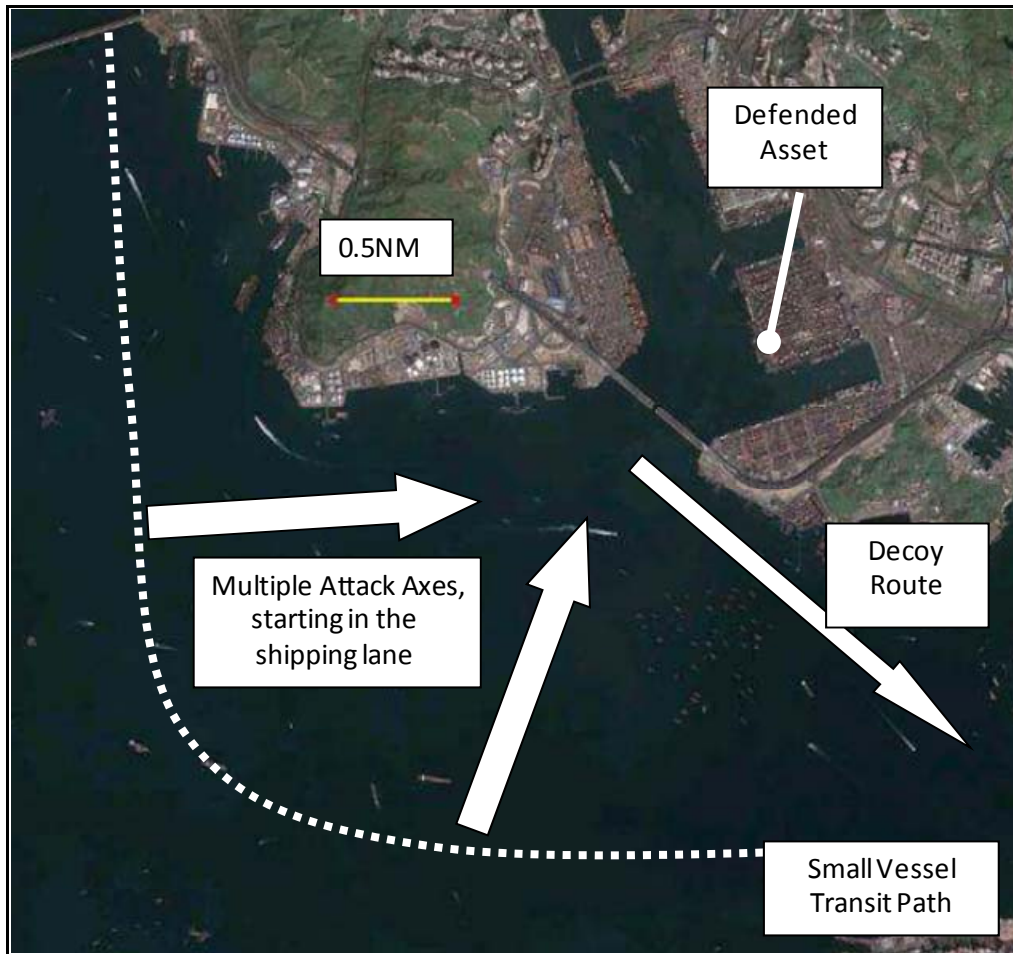 Defended
Asset
0.5NM
Multiple Attack Axes,
starting in the
shipping lane
Decoy
Route
Small Vessel
Transit Path